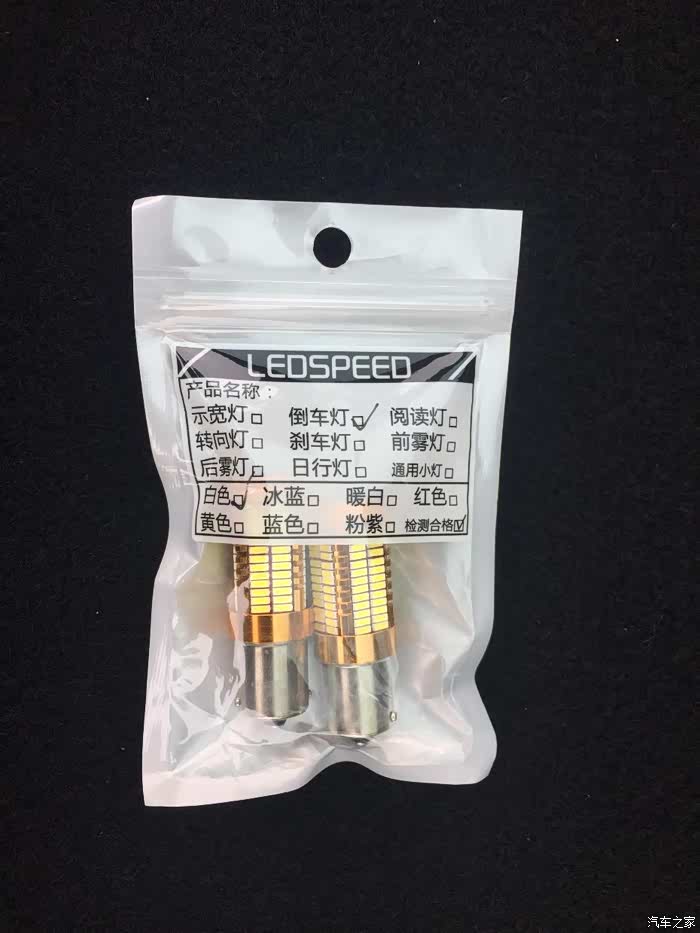 LEDSPEED
产品名称：
示宽灯□ 倒车灯☑ 阅读灯□
转向灯□ 刹车灯□ 前雾灯□
后雾灯□ 日行灯□ 通用小灯□
白色☑ 冰蓝□ 暖白□ 红色□
黄色□ 蓝色□ 粉紫□ 检测合格☑
汽车之家